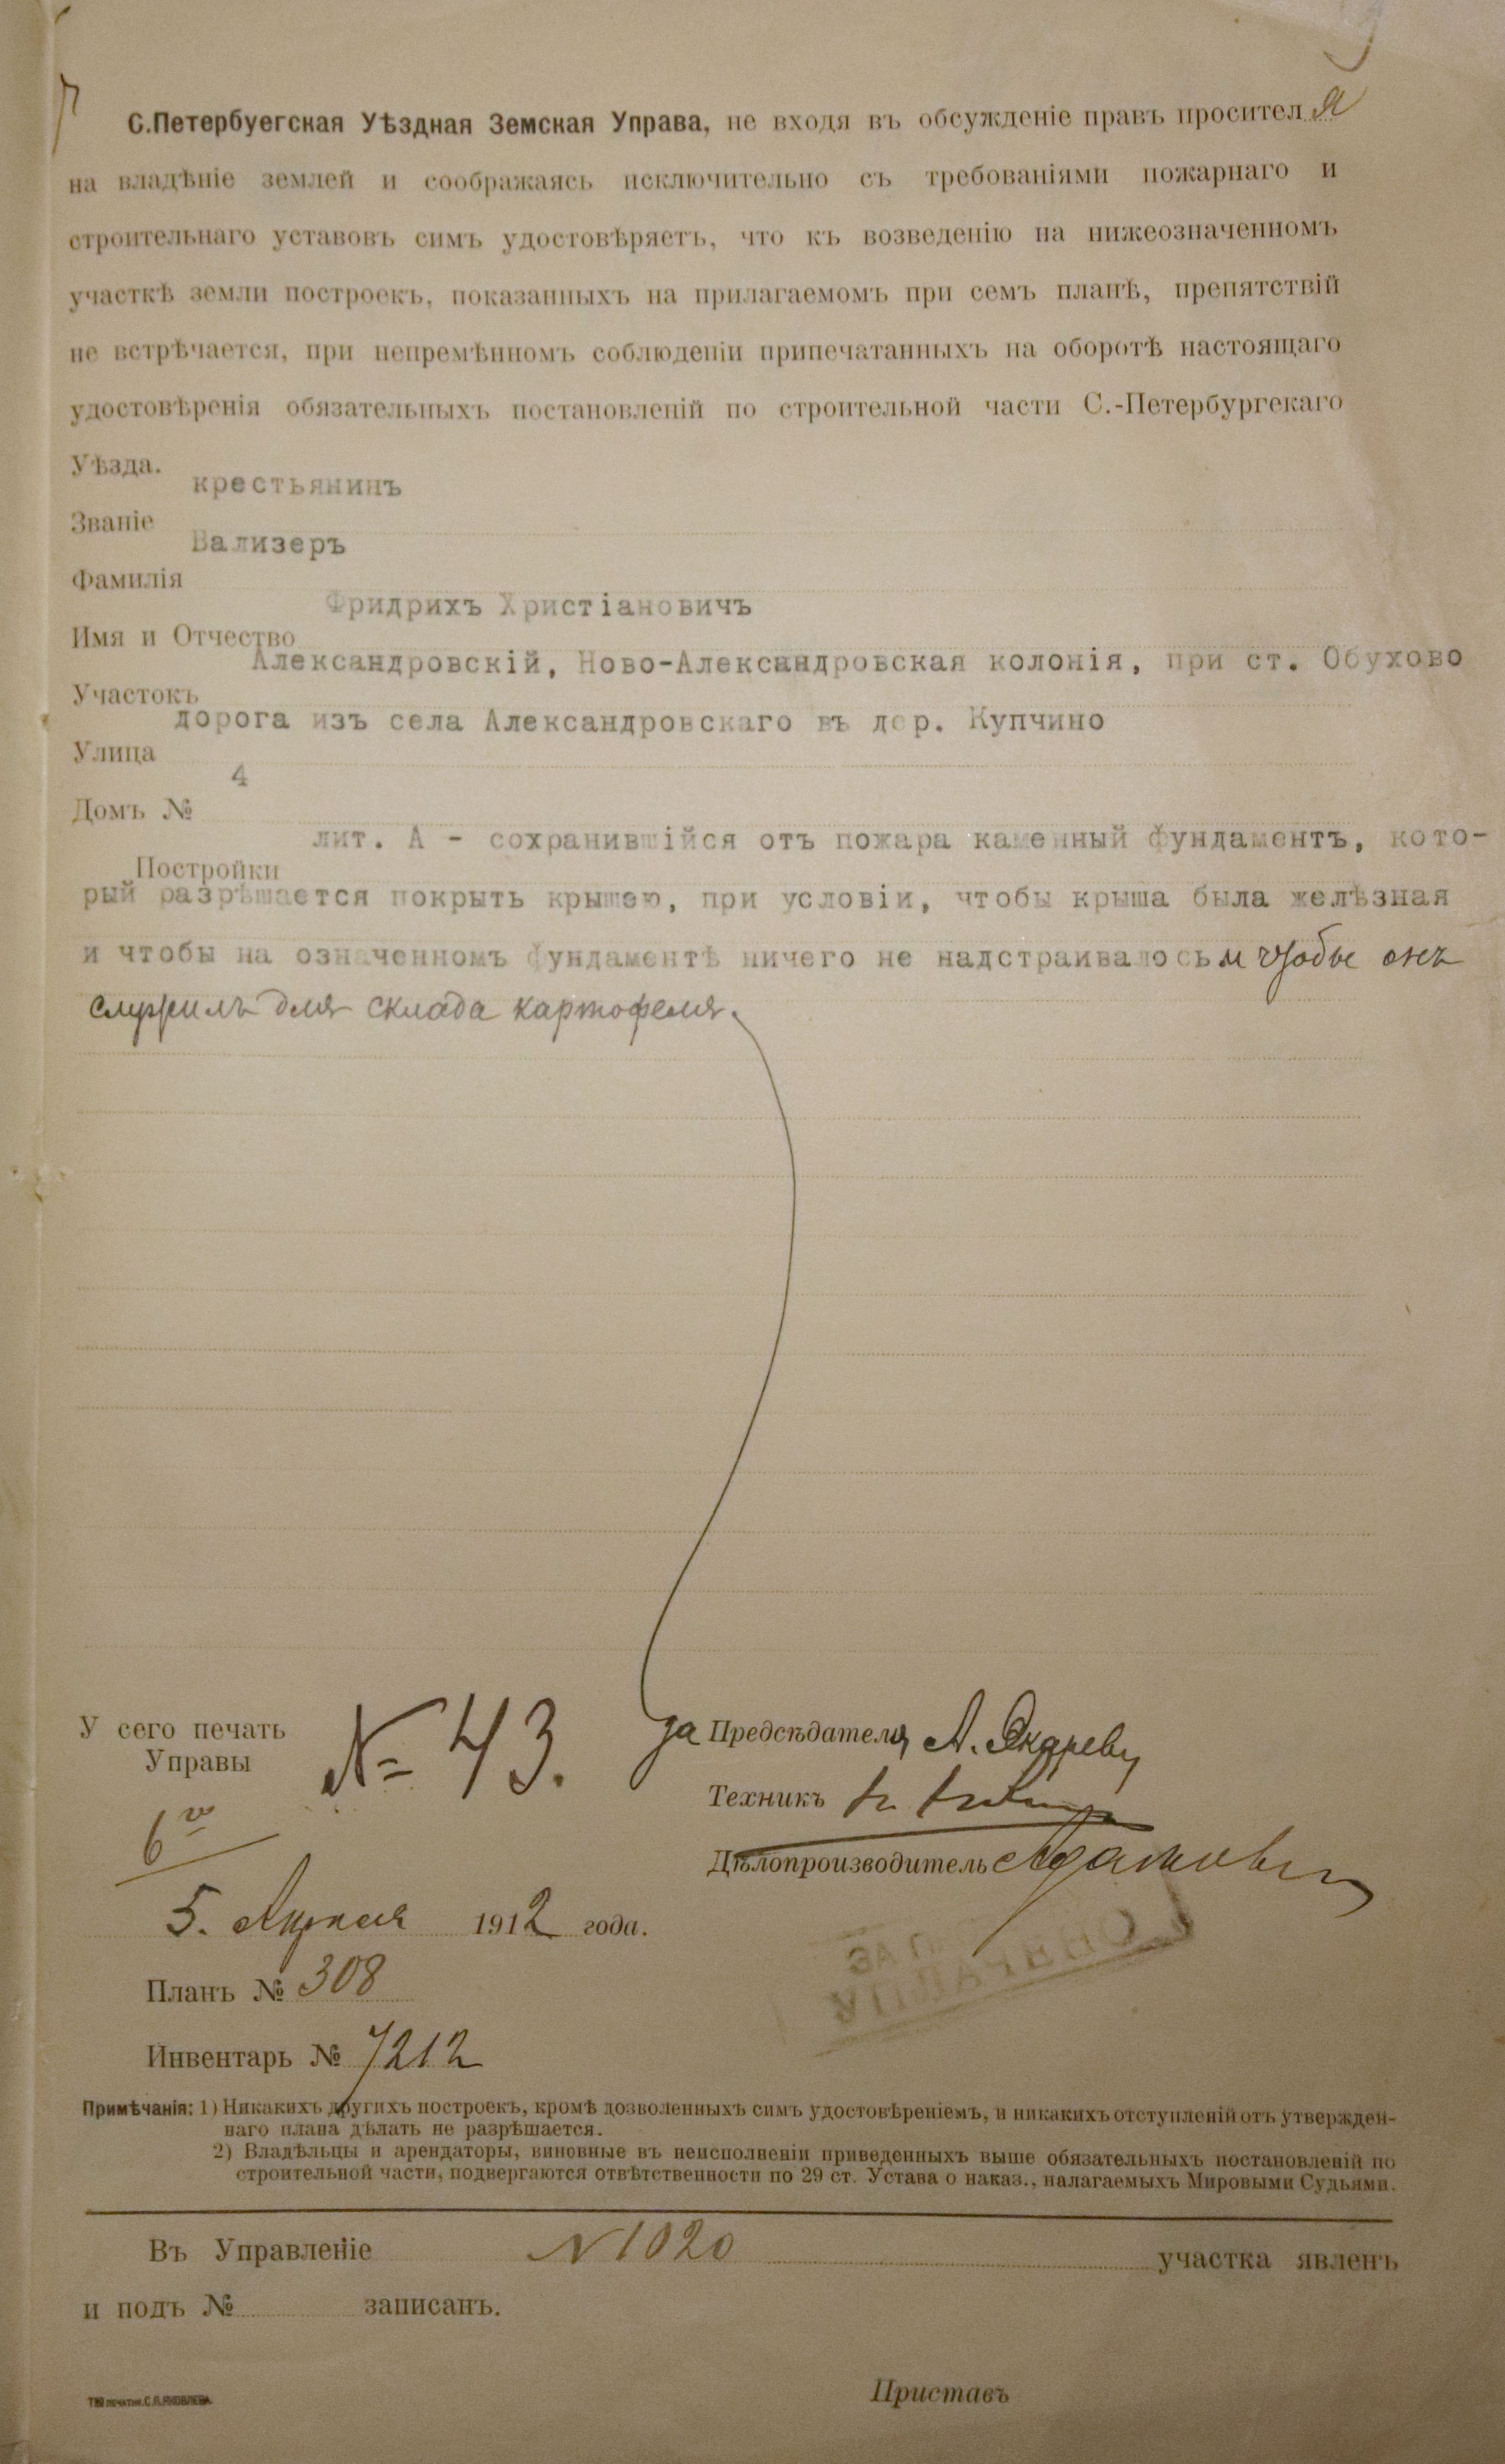 С.Петербуегская Уѣздная Земская Управа, не входя въ обсужденіе правъ просител я
на владѣніе землей и соображаясь исключительно съ требованіями пожарнаго и
строительнаго уставовъ симъ удостовѣряетъ, что къ возведенію на нижеозначенномъ
участкѣ земли построекъ, показанныхъ на прилагаемомъ при семъ планѣ, препятствій
не встрѣчается, при непремѣнномъ соблюденіи припечатанныхъ на оборотѣ настоящаго
удостовѣренія обязательныхъ постановленій по строительной части С.-Петербургскаго
Уѣзда.
крестьянинъ
Званіе
Вализеръ
Фамилія
Фридрихъ Христіановичъ
Имя и Отчество
Александровскій, Ново-Александровская колонія, при ст. Обухово
Участокъ
дорога изъ села Александровскаго въ дер. Купчино
Улица
4
Домъ №
лит. А - сохранившійся отъ пожара каменный фундаментъ, кото-
Постройки
рый разрѣшается покрыть крышею, при условіи, чтобы крыша была желѣзная
и чтобы на означенномъ фундаментѣ ничего не надстраивалось и чтобы онъ
служилъ для склада картофеля.
У сего печать
Управы
№ 43.
за Предсѣдателя А.
Техникъ
Дѣлопроизводитель
5. Апреля 1912 года.
Планъ № 308
Инвентарь № 7212
Примѣчанія: 1) Никакихъ другихъ построекъ, кромѣ дозволенныхъ симъ удостовѣреніемъ, и никакихъ отступленій отъ утвержден-
наго плана дѣлать не разрѣшается.
2) Владѣльцы и арендаторы, виновные въ неисполненіи приведенныхъ выше обязательныхъ постановленій по
строительной части, подвергаются отвѣтственности по 29 ст. Устава о наказ., налагаемыхъ Мировыми Судьями.
Въ Управленіе N 1020 участка явленъ
и подъ № записанъ.
Приставъ